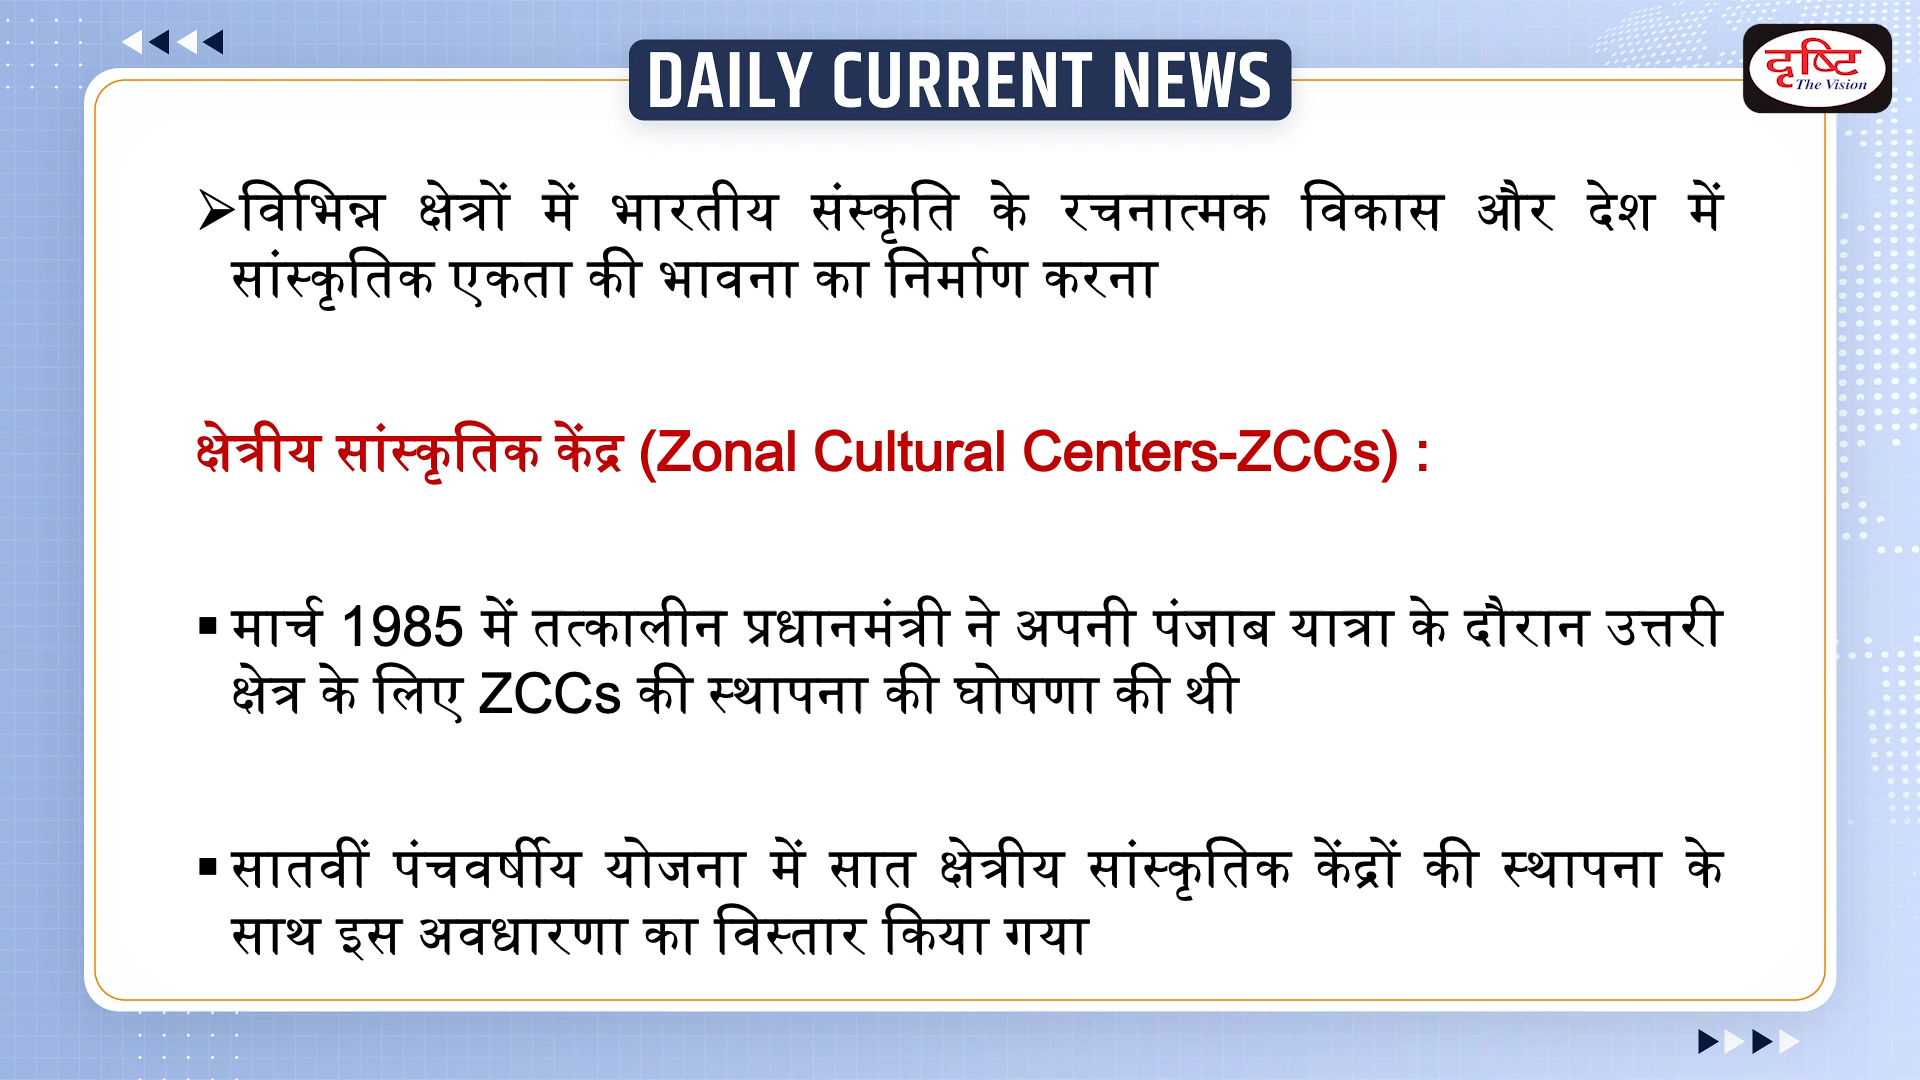 DAILY CURRENT NEWS
दृष्टि
The Vision
➢विभिन्न क्षेत्रों में भारतीय संस्कृति के रचनात्मक विकास और देश में
सांस्कृतिक एकता की भावना का निर्माण करना
क्षेत्रीय सांस्कृतिक केंद्र (Zonal Cultural Centers-ZCCs) :
▪ मार्च 1985 में तत्कालीन प्रधानमंत्री ने अपनी पंजाब यात्रा के दौरान उत्तरी
क्षेत्र के लिए ZCCs की स्थापना की घोषणा की थी
▪ सातवीं पंचवर्षीय योजना में सात क्षेत्रीय सांस्कृतिक केंद्रों की स्थापना के
साथ इस अवधारणा का विस्तार किया गया